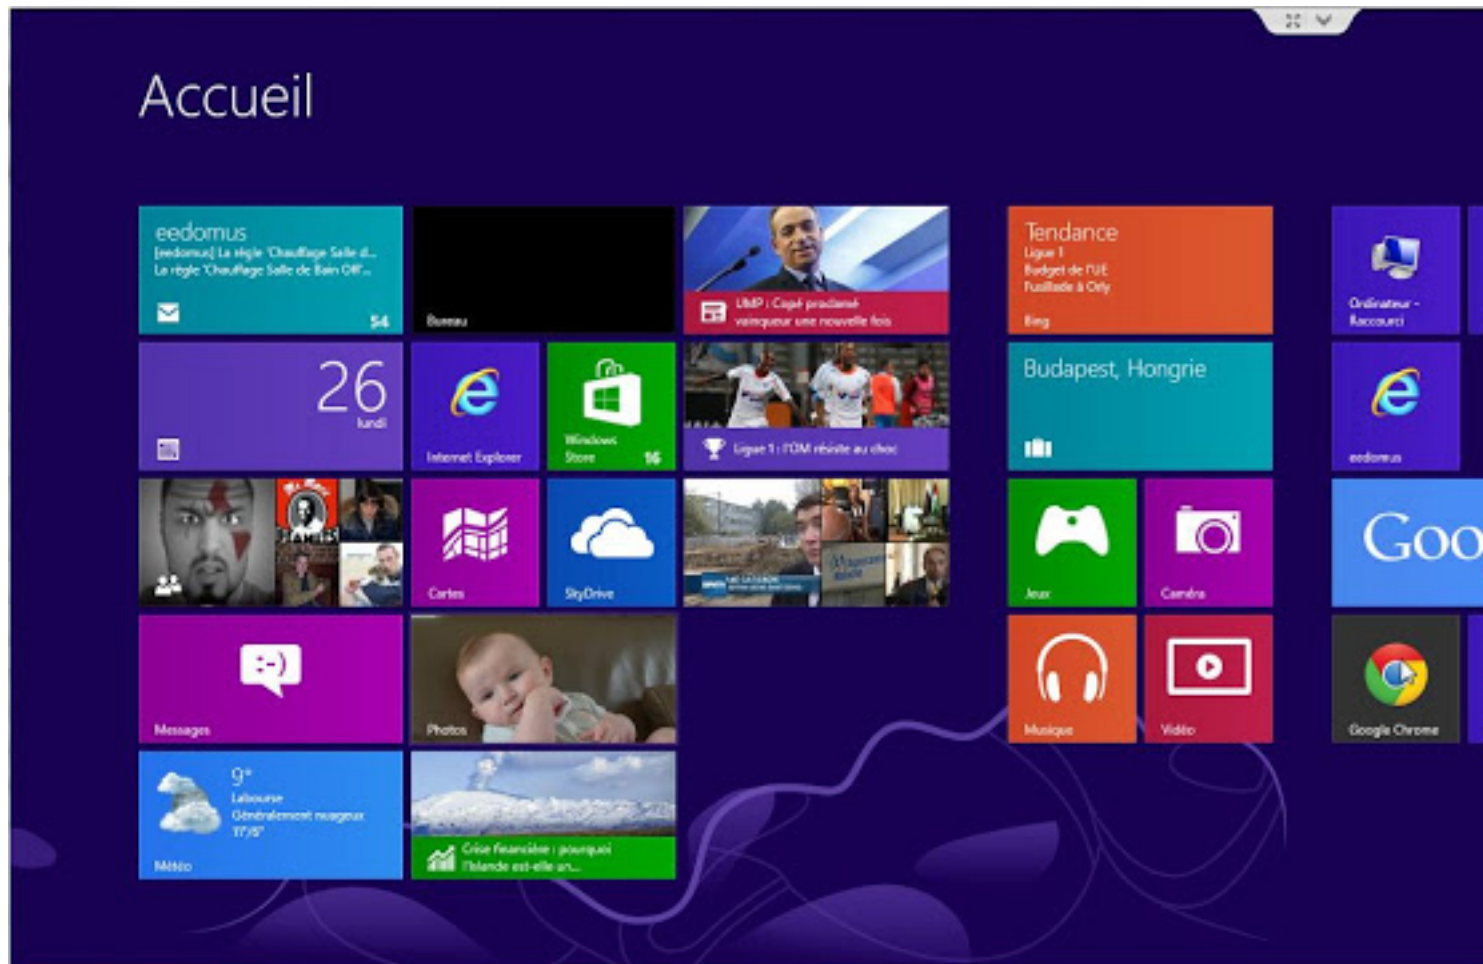 Accueil
eedomus
[eedomus] La règle 'Chauffage Salle d...
La règle 'Chauffage Salle de Bain Off'...
54
Bureau
UMP : Copé proclamé
vainqueur une nouvelle fois
Tendance
Ligue 1
Budget de l'UE
Fusillade à Orly
Bing
Ordinateur -
Raccourci
26
lundi
Internet Explorer
Windows
Store
16
Ligue 1 : l'OM résiste au choc
Budapest, Hongrie
eedomus
Cartes
SkyDrive
Jeux
Caméra
Goo
Messages
:-)
Photos
Musique
Vidéo
Google Chrome
9°
Labourse
Généralement nuageux
11°/6°
Météo
Crise financière : pourquoi
l'Islande est-elle un...